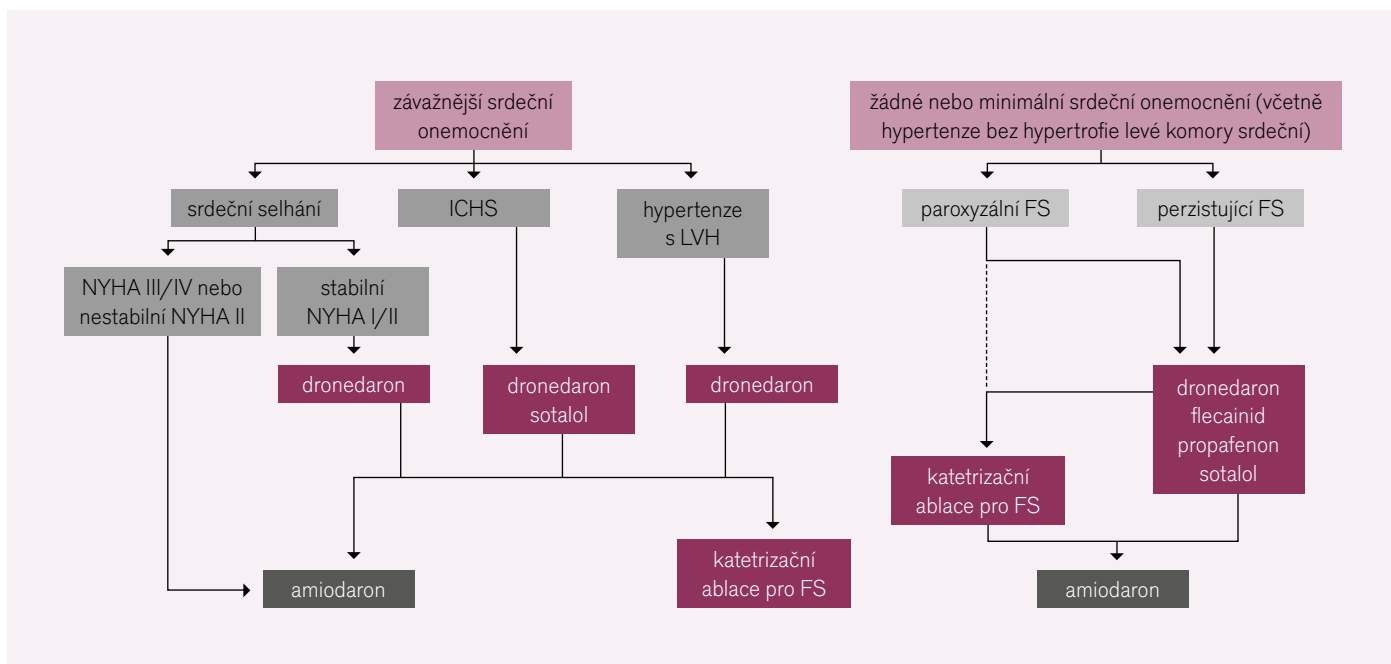 závažnější srdeční
onemocnění
žádné nebo minimální srdeční onemocnění (včetně
hypertenze bez hypertrofie levé komory srdeční)
srdeční selhání
ICHS
hypertenze
s LVH
paroxyzální FS
perzistující FS
NYHA III/IV nebo
nestabilní NYHA II
stabilní
NYHA I/II
dronedaron
dronedaron
sotalol
dronedaron
dronedaron
flecainid
propafenon
sotalol
katetrizační
ablace pro FS
katetrizační
ablace pro FS
amiodaron
amiodaron